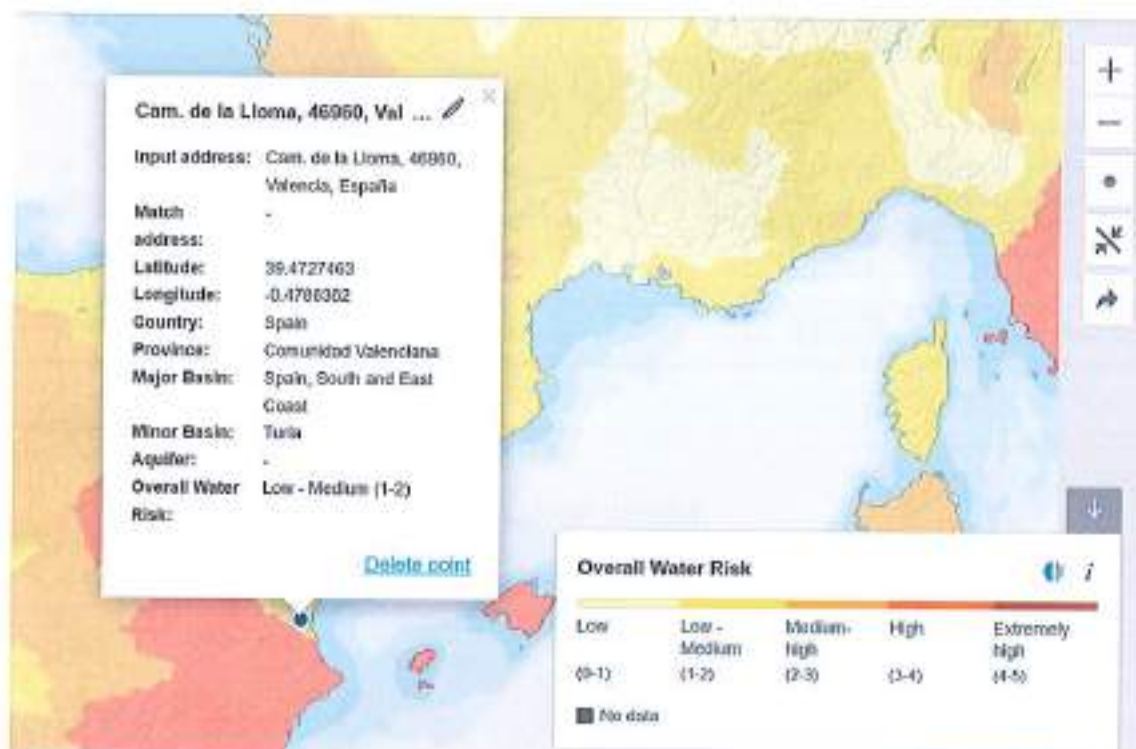 Cam. de la Lloma, 46960, Val ...
Input address: Cam. de la Lloma, 46960,
Valencia, España
Match -
address:
Latitude: 39.4727463
Longitude:
Country: Spain
Province: Comunidad Valenciana
Major Basin: Spain, South and East
Coast
Minor Basin: Turia
Aquifer: -
Overall Water Low - Medium (1-2)
Risk:
Delete point
Overall Water Risk
Low Low - Medium- High Extremely
Medium high high
(0-1) (1-2) (2-3) (3-4) (4-5)
No data